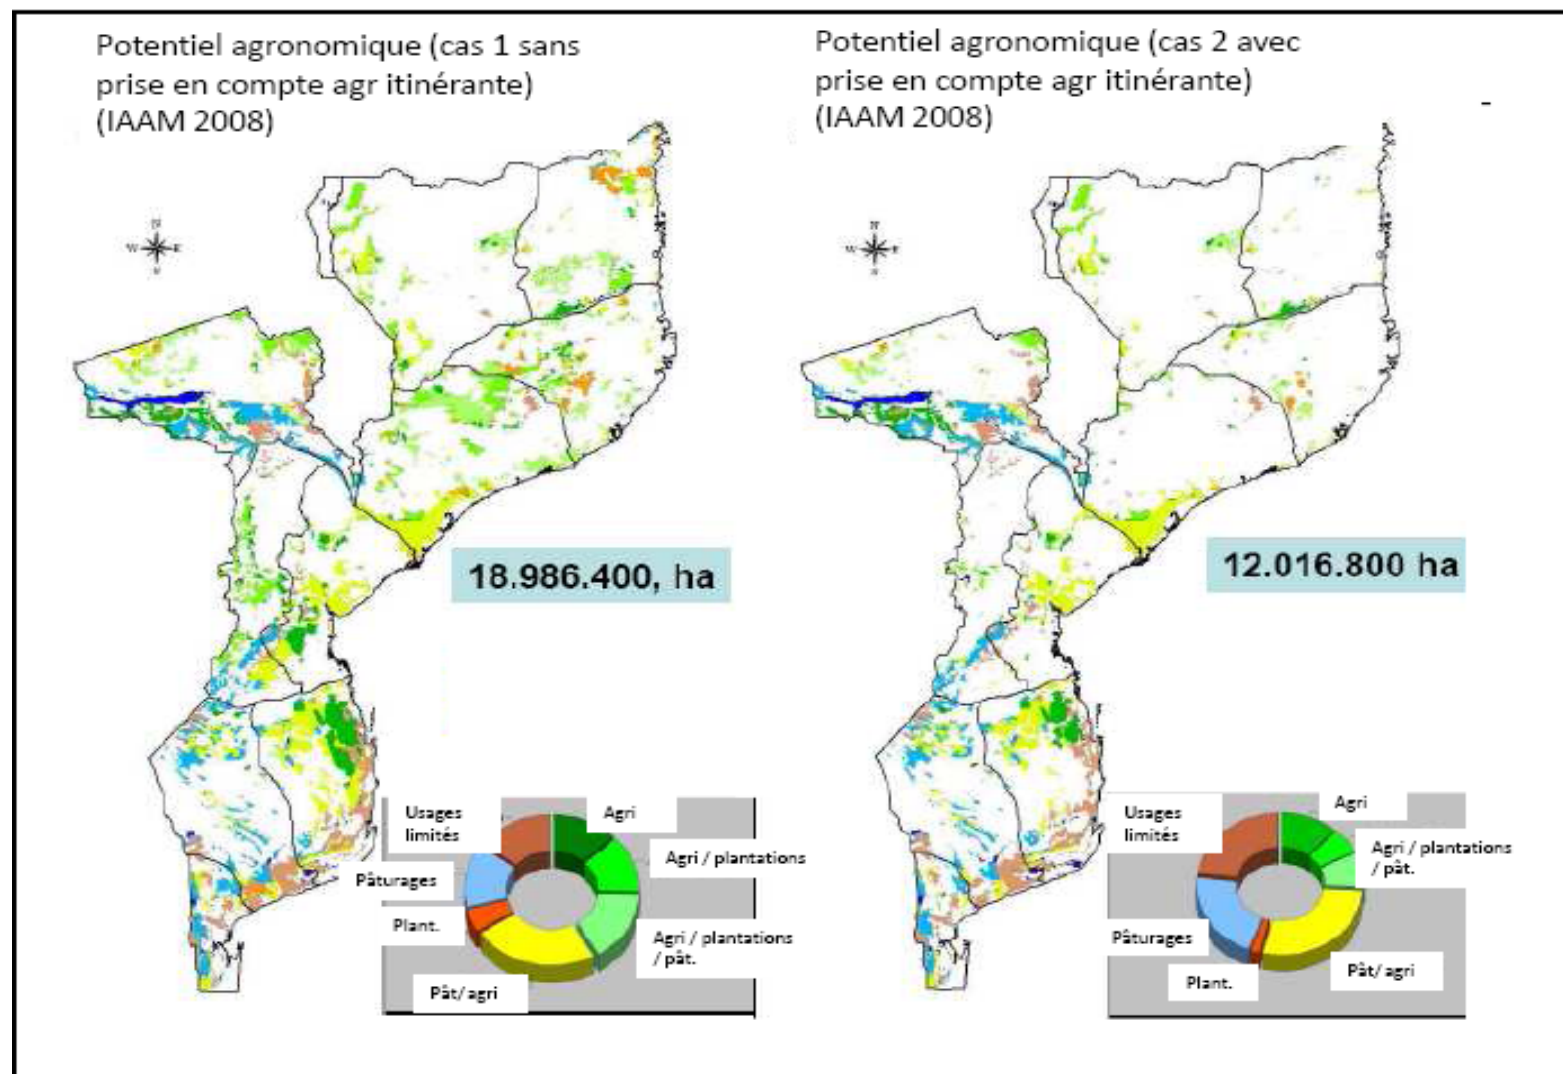 Potentiel agronomique (cas 1 sans
prise en compte agr itinérante)
(IAAM 2008)
Potentiel agronomique (cas 2 avec
prise en compte agr itinérante)
(IAAM 2008)
N
W E
S
N
W E
S
18.986.400, ha
12.016.800 ha
Usages
limités
Agri
Agri / plantations
Pâturages
Plant.
Agri / plantations
/ pât.
Pât/ agri
Usages
limités
Agri
Agri / plantations
/ pât.
Pâturages
Plant.
Pât/ agri